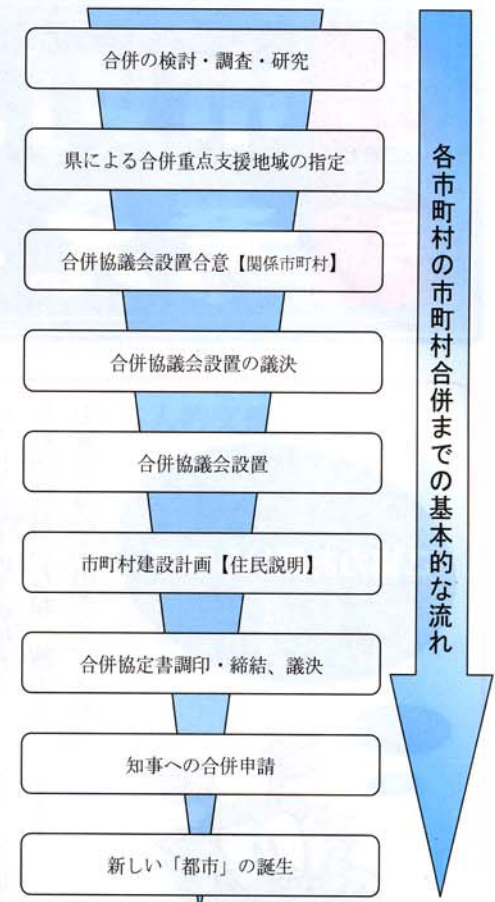 合併の検討・調査・研究
県による合併重点支援地域の指定
合併協議会設置合意【関係市町村】
合併協議会設置の議決
合併協議会設置
市町村建設計画【住民説明】
合併協定書調印・締結、議決
知事への合併申請
新しい「都市」の誕生
各市町村の市町村合併までの基本的な流れ